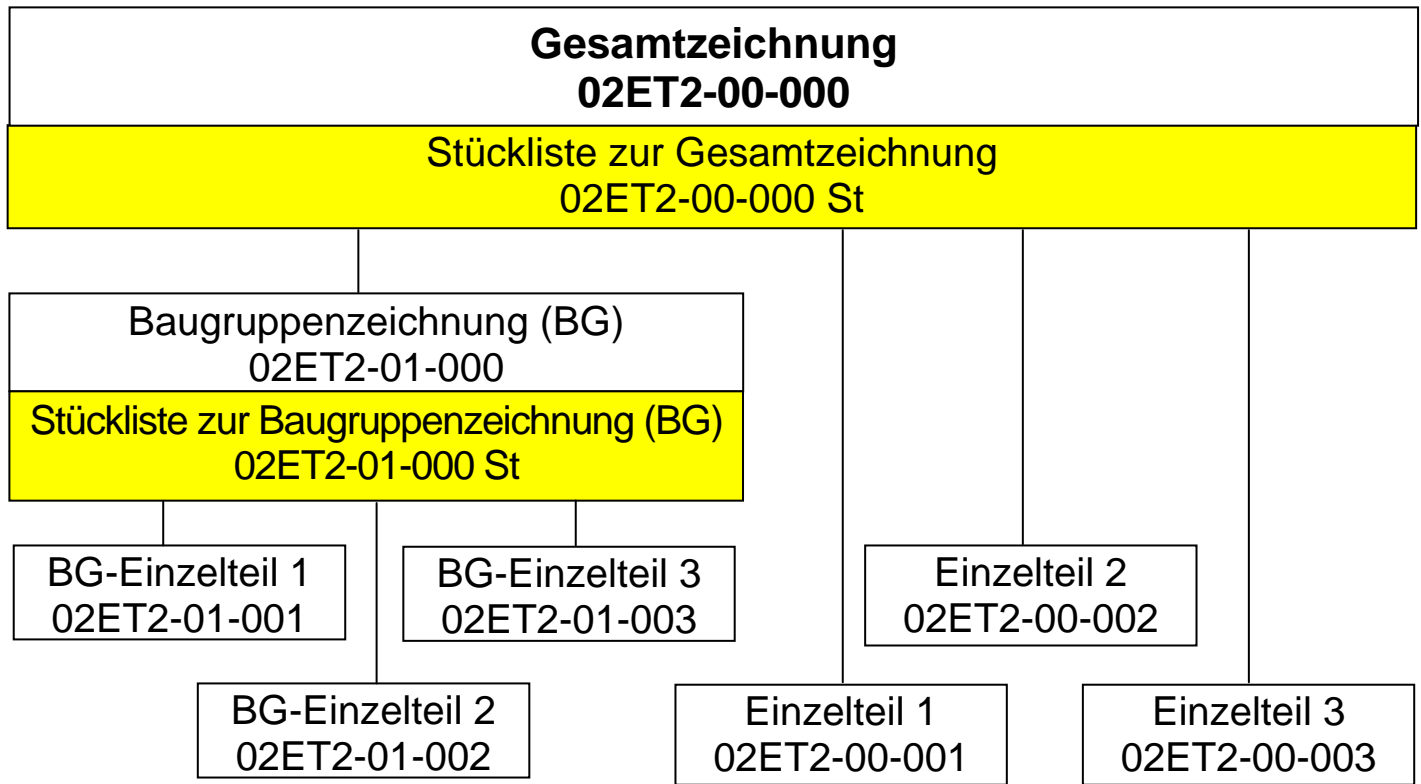 Gesamtzeichnung
02ET2-00-000
Stückliste zur Gesamtzeichnung
02ET2-00-000 St
Baugruppenzeichnung (BG)
02ET2-01-000
Stückliste zur Baugruppenzeichnung (BG)
02ET2-01-000 St
BG-Einzelteil 1
02ET2-01-001
BG-Einzelteil 3
02ET2-01-003
Einzelteil 2
02ET2-00-002
BG-Einzelteil 2
02ET2-01-002
Einzelteil 1
02ET2-00-001
Einzelteil 3
02ET2-00-003